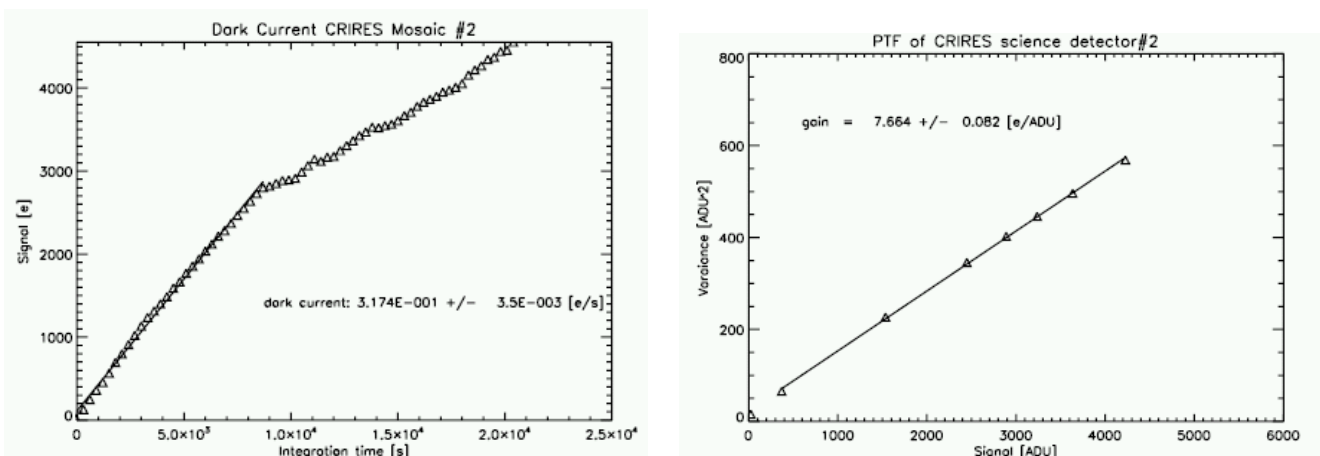 Dark Current CRIRES Mosaic #2
4000
3000
2000
1000
0
Signal [e]
dark current: 3.174E-001 +/- 3.5E-003 [e/s]
0 5.0×10³ 1.0×10⁴ 1.5×10⁴ 2.0×10⁴ 2.5×10⁴
Integration time [s]
PTF of CRIRES science detector#2
800
600
400
200
0
Varaiance [ADU^2]
gain = 7.664 +/- 0.082 [e/ADU]
0 1000 2000 3000 4000 5000 6000
Signal [ADU]